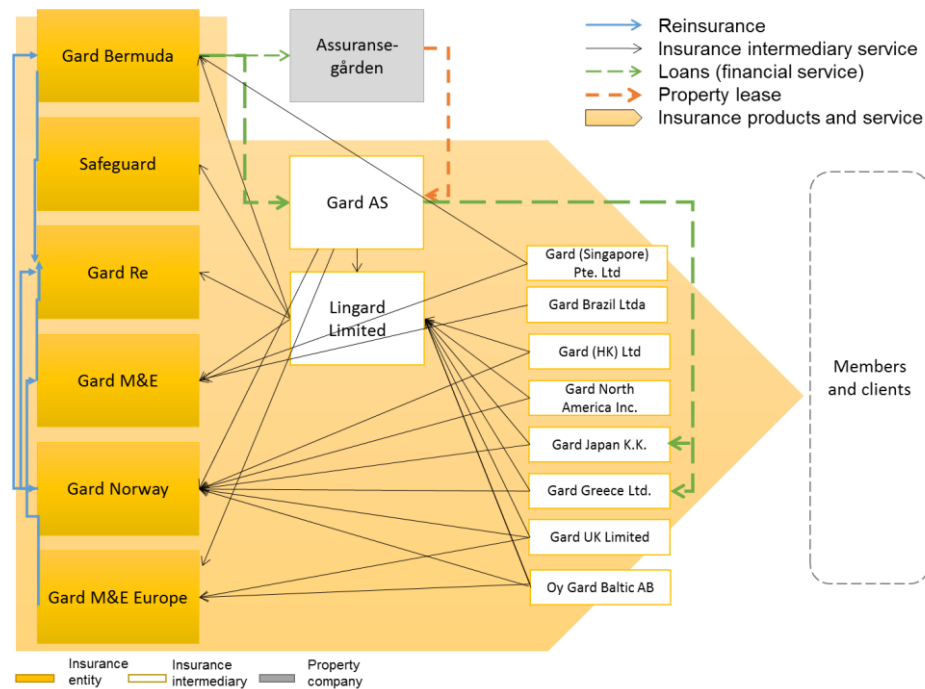 Gard Bermuda
Assuranse-
gården
Reinsurance
Insurance intermediary service
Loans (financial service)
Property lease
Insurance products and service
Safeguard
Gard AS
Gard Re
Lingard
Limited
Gard (Singapore)
Pte. Ltd
Gard Brazil Ltda
Gard (HK) Ltd
Gard M&E
Gard North
America Inc.
Members
and clients
Gard Japan K.K.
Gard Norway
Gard Greece Ltd.
Gard UK Limited
Gard M&E Europe
Oy Gard Baltic AB
Insurance
entity
Insurance
intermediary
Property
company